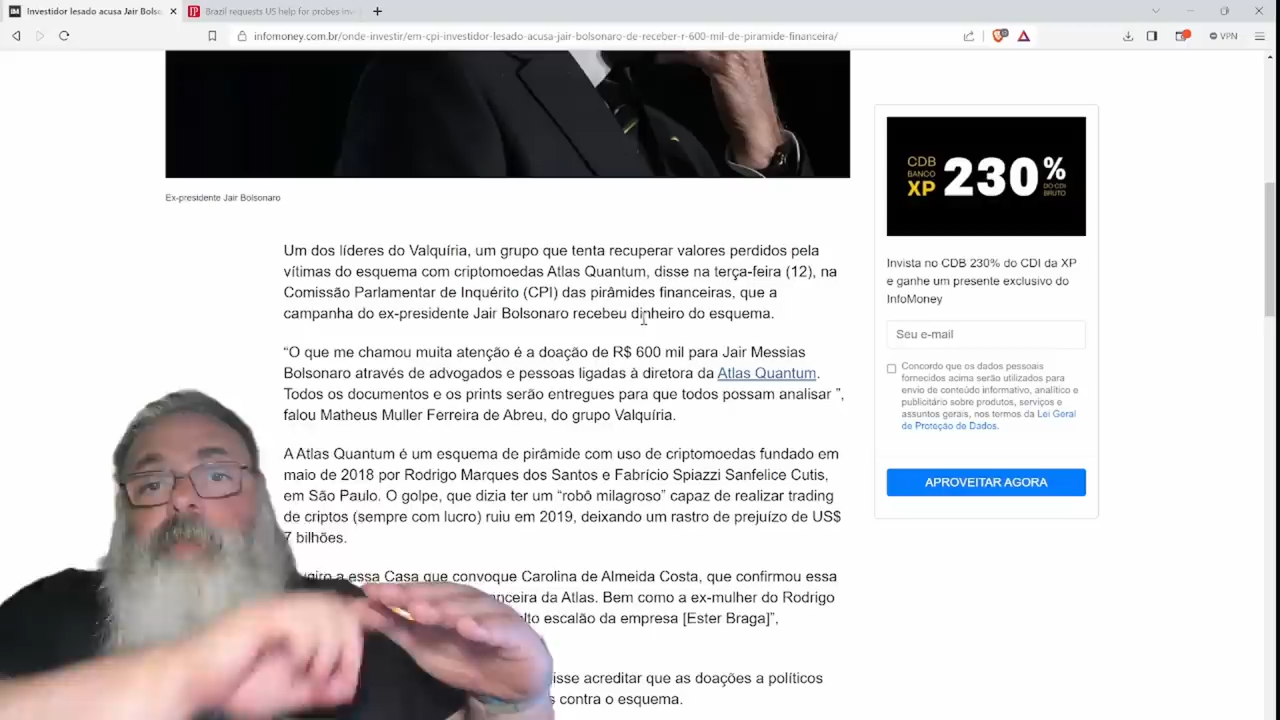 Investidor lesado acusa Jair Bolso
Brazil requests US help for probes inv
infomoney.com.br/onde-investir/em-cpi-investidor-lesado-acusa-jair-bolsonaro-de-receber-r-600-mil-de-piramide-financeira/
VPN
Ex-presidente Jair Bolsonaro
Um dos líderes do Valquíria, um grupo que tenta recuperar valores perdidos pela
vítimas do esquema com criptomoedas Atlas Quantum, disse na terça-feira (12), na
Comissão Parlamentar de Inquérito (CPI) das pirâmides financeiras, que a
campanha do ex-presidente Jair Bolsonaro recebeu dinheiro do esquema.
“O que me chamou muita atenção é a doação de R$ 600 mil para Jair Messias
Bolsonaro através de advogados e pessoas ligadas à diretora da Atlas Quantum.
Todos os documentos e os prints serão entregues para que todos possam analisar ”,
falou Matheus Muller Ferreira de Abreu, do grupo Valquíria.
A Atlas Quantum é um esquema de pirâmide com uso de criptomoedas fundado em
maio de 2018 por Rodrigo Marques dos Santos e Fabrício Spiazzi Sanfelice Cutis,
em São Paulo. O golpe, que dizia ter um “robô milagroso” capaz de realizar trading
de criptos (sempre com lucro) ruiu em 2019, deixando um rastro de prejuízo de US$
7 bilhões.
a essa Casa que convoque Carolina de Almeida Costa, que confirmou essa
da Atlas. Bem como a ex-mulher do Rodrigo
escalão da empresa [Ester Braga]”,
acreditar que as doações a políticos
contra o esquema.
CDB
BANCO
XP
230%
DO CDI
BRUTO
Invista no CDB 230% do CDI da XP
e ganhe um presente exclusivo do
InfoMoney
Seu e-mail
Concordo que os dados pessoais
fornecidos acima serão utilizados para
envio de conteúdo informativo, analítico e
publicitário sobre produtos, serviços e
assuntos gerais, nos termos da Lei Geral
de Proteção de Dados.
APROVEITAR AGORA